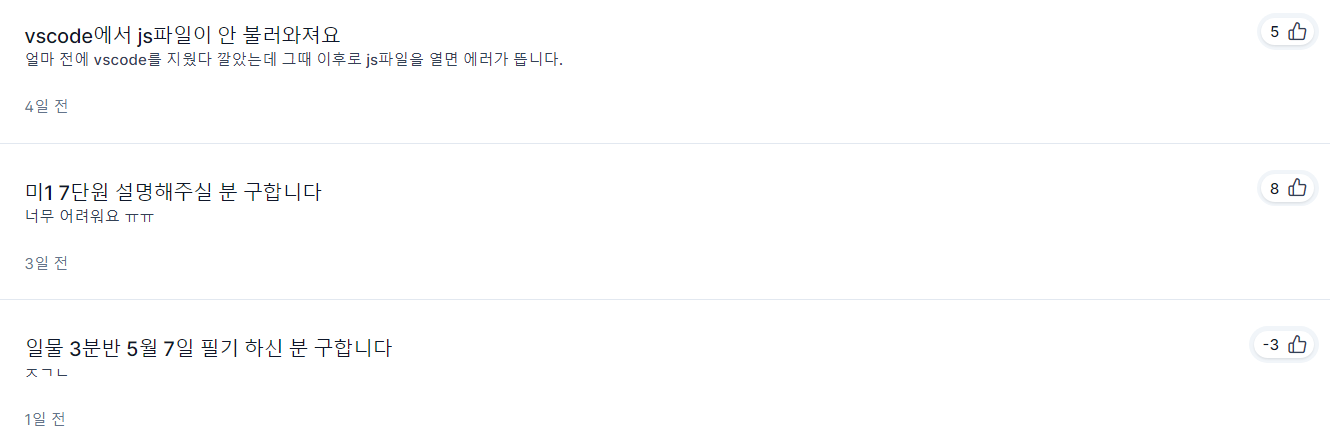 vscode에서 js파일이 안 불러와져요
5
얼마 전에 vscode를 지웠다 깔았는데 그때 이후로 js파일을 열면 에러가 뜹니다.
4일 전
미1 7단원 설명해주실 분 구합니다
8
너무 어려워요 ㅠㅠ
3일 전
일물 3분반 5월 7일 필기 하신 분 구합니다
-3
ㅈㄱㄴ
1일 전